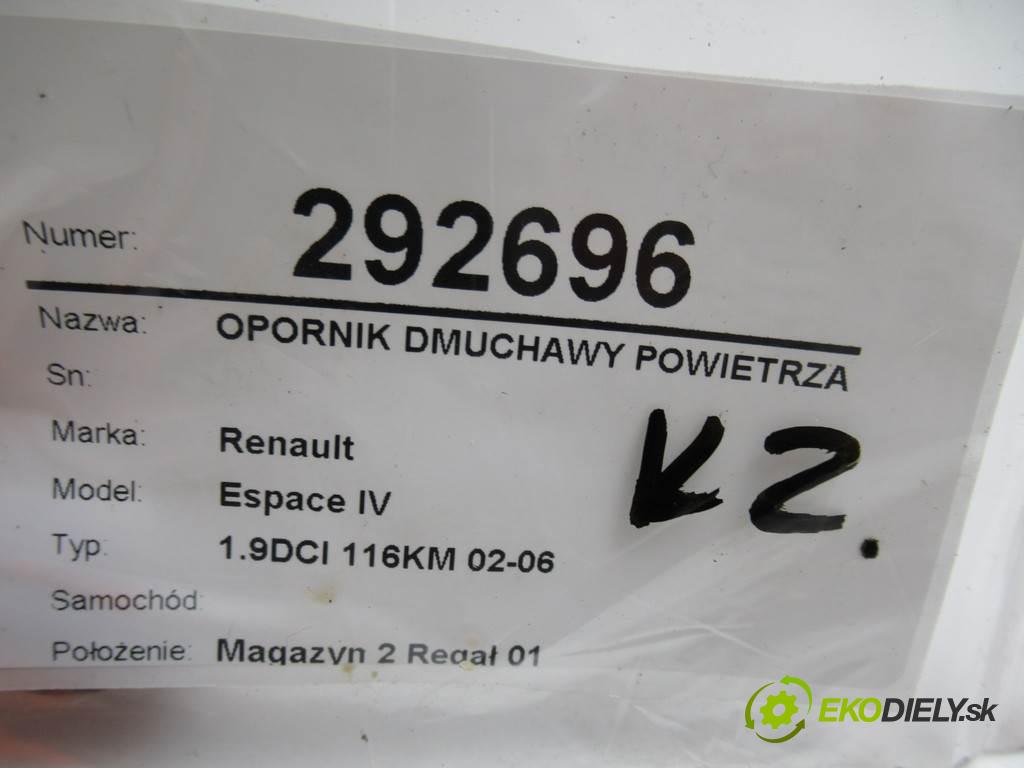 Numer: 292696
Nazwa: OPORNIK DMUCHAWY POWIETRZA
Sn:
Marka: Renault
Model: Espace IV
Typ: 1.9DCI 116KM 02-06
Samochód:
Położenie: Magazyn 2 Regał 01
K2.
EKODIELY.sk